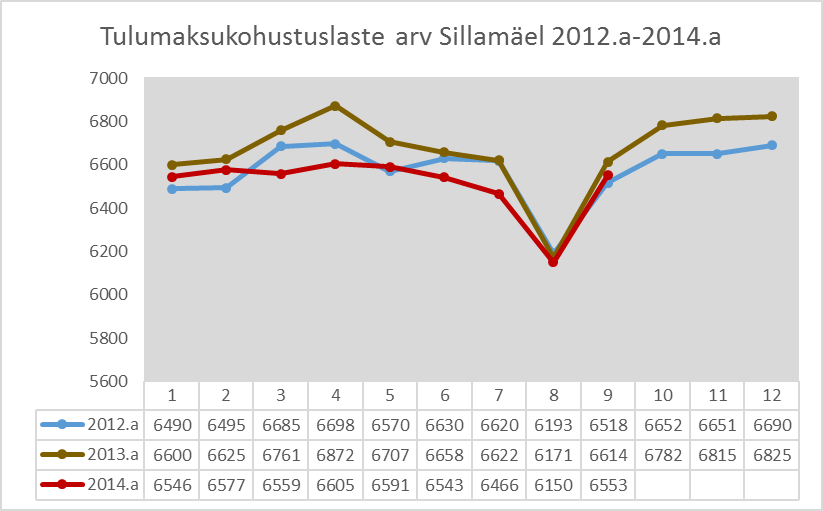 Tulumaksukohustuslaste arv Sillamäel 2012.a-2014.a
7000
6800
6600
6400
6200
6000
5800
5600
1 2 3 4 5 6 7 8 9 10 11 12
2012.a 6490 6495 6685 6698 6570 6630 6620 6193 6518 6652 6651 6690
2013.a 6600 6625 6761 6872 6707 6658 6622 6171 6614 6782 6815 6825
2014.a 6546 6577 6559 6605 6591 6543 6466 6150 6553